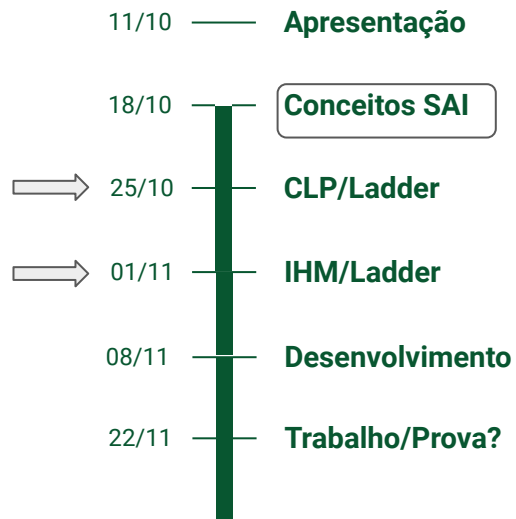 11/10 Apresentação
18/10 Conceitos SAI
25/10 CLP/Ladder
01/11 IHM/Ladder
08/11 Desenvolvimento
22/11 Trabalho/Prova?